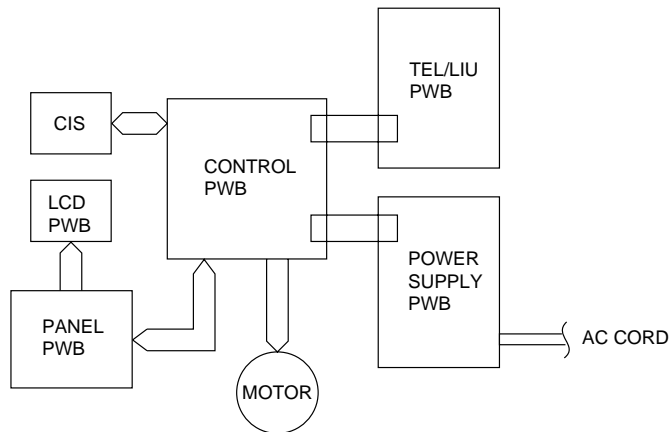 TEL/LIU
PWB
CIS
CONTROL
PWB
LCD
PWB
POWER
SUPPLY
PWB
PANEL
PWB
AC CORD
MOTOR